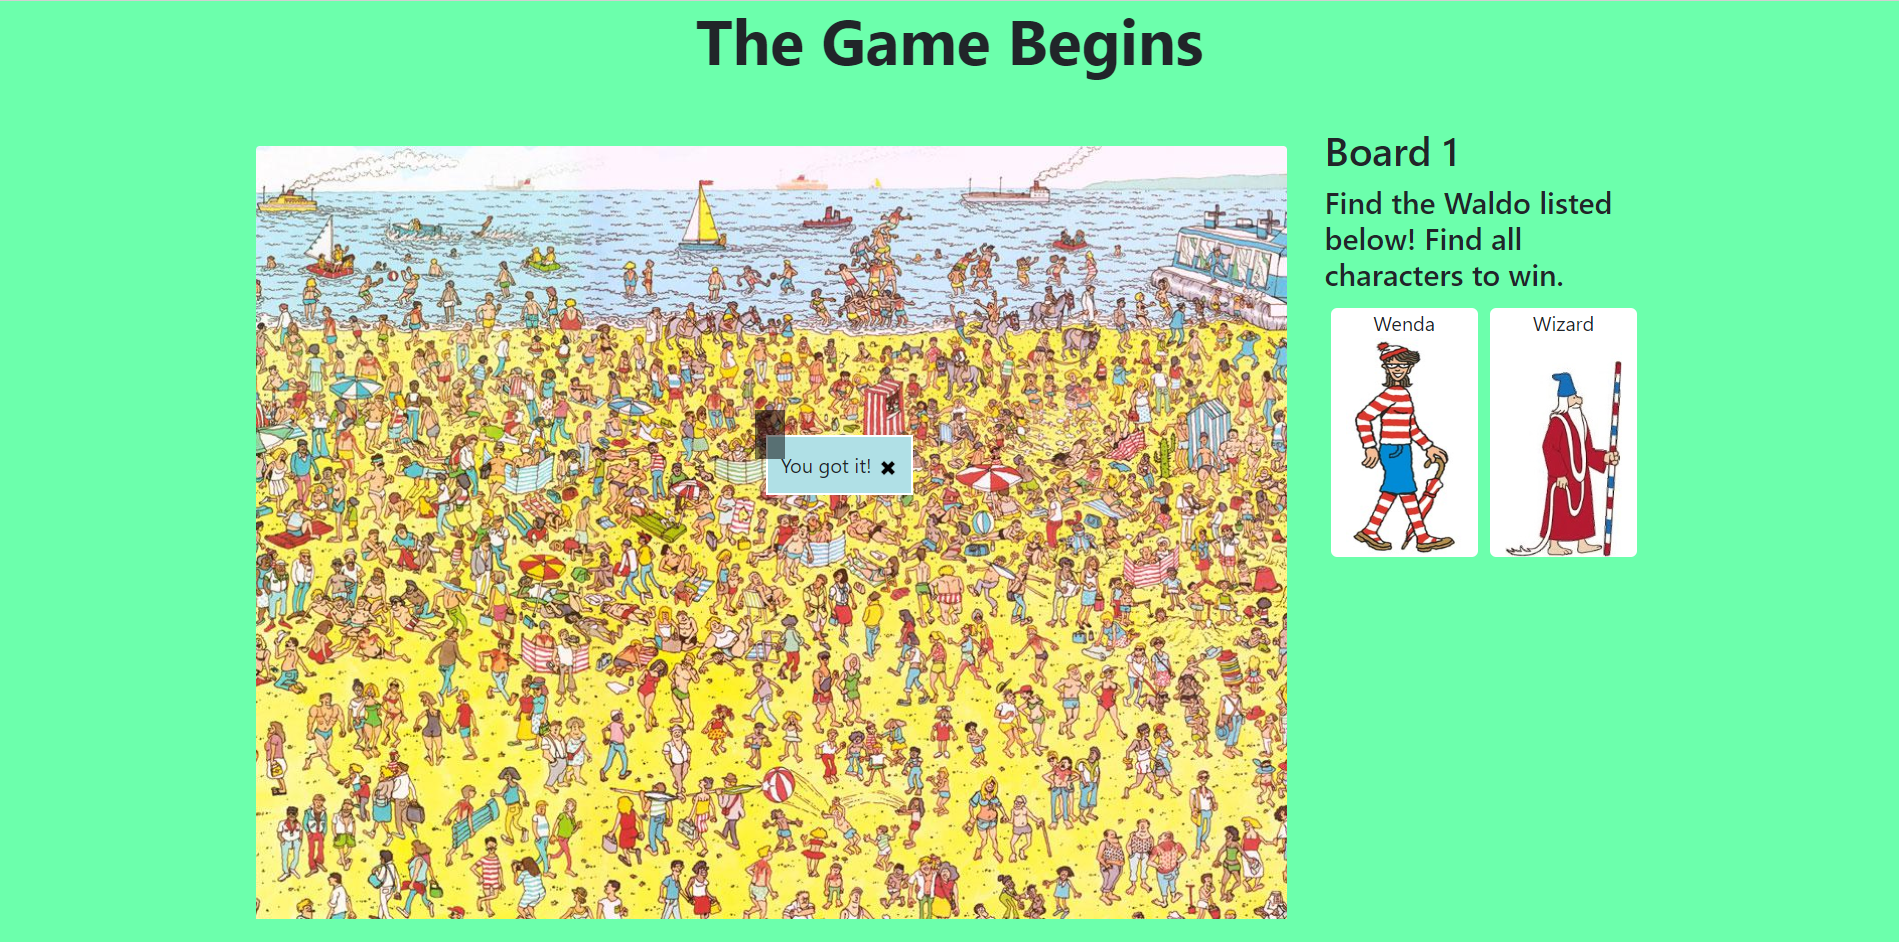 The Game Begins
Board 1
Find the Waldo listed
below! Find all
characters to win.
Wenda
Wizard
You got it! ✖